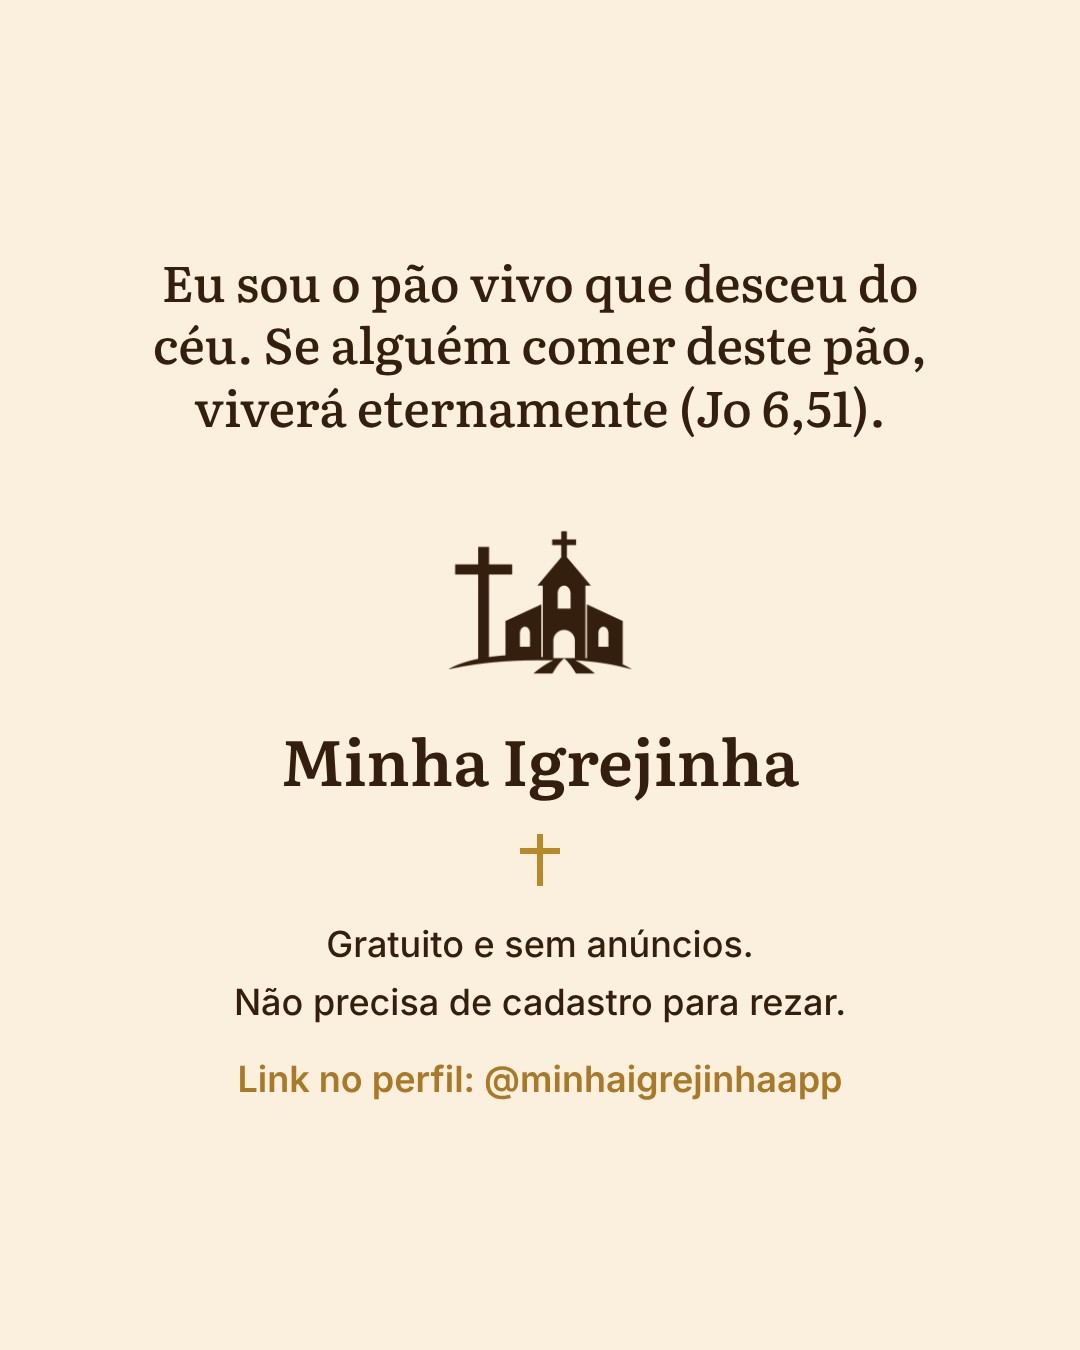 Eu sou o pão vivo que desceu do
céu. Se alguém comer deste pão,
viverá eternamente (Jo 6,51).
Minha Igrejinha
Gratuito e sem anúncios.
Não precisa de cadastro para rezar.
Link no perfil: @minhaigrejinhaapp